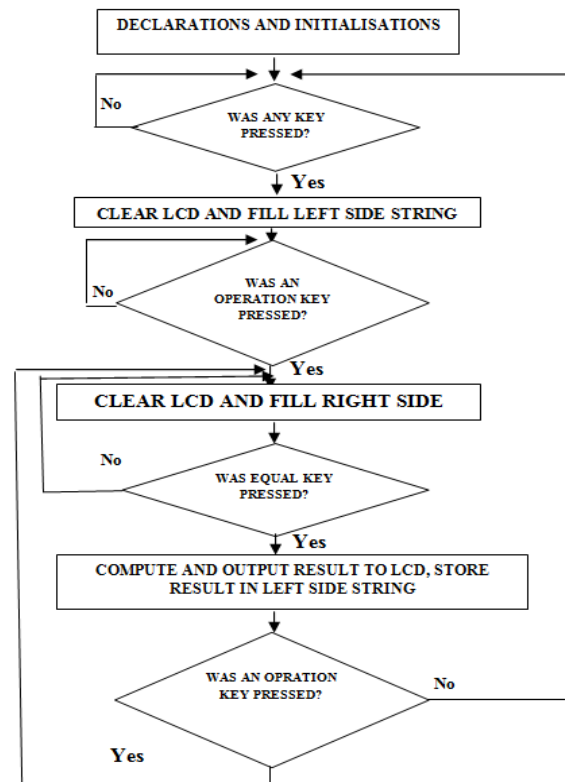 DECLARATIONS AND INITIALISATIONS
No
WAS ANY KEY
PRESSED?
Yes
CLEAR LCD AND FILL LEFT SIDE STRING
WAS AN
OPERATION KEY
PRESSED?
No
Yes
CLEAR LCD AND FILL RIGHT SIDE
No
WAS EQUAL KEY
PRESSED?
Yes
COMPUTE AND OUTPUT RESULT TO LCD, STORE
RESULT IN LEFT SIDE STRING
WAS AN OPRATION
KEY PRESSED?
No
Yes